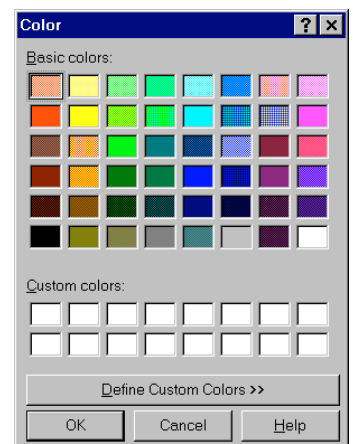 Color ? ×
Basic colors:
Custom colors:
Define Custom Colors >>
OK Cancel Help